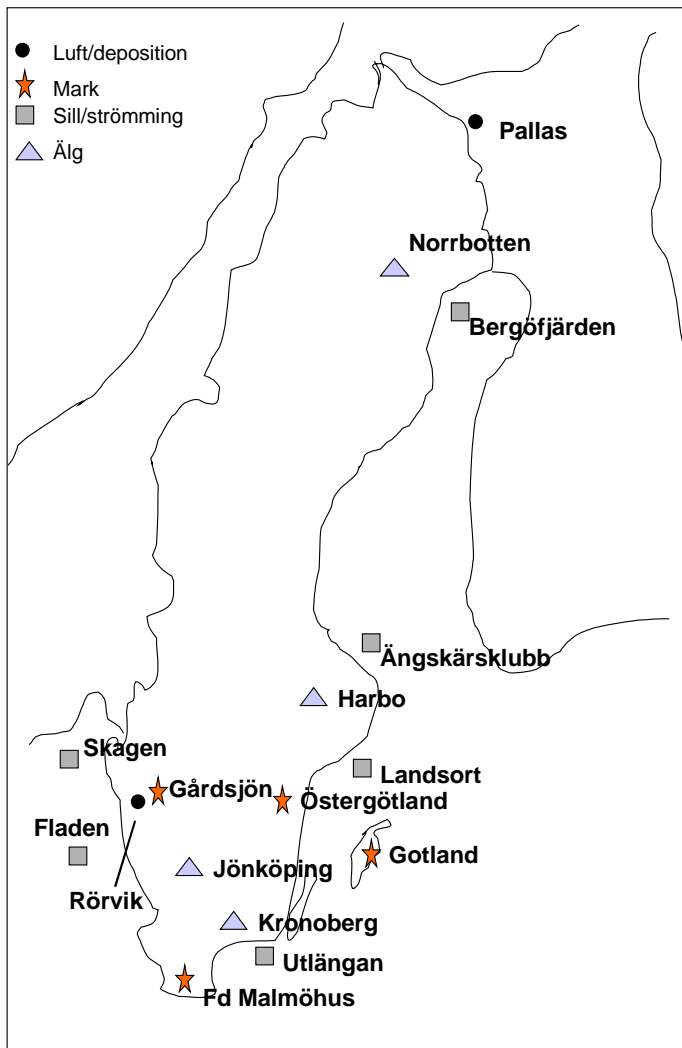 Luft/deposition
Mark
Sill/strömming
Älg
Pallas
Norrbotten
Bergöfjärden
Ängskärsklubb
Harbo
Skagen
Landsort
Gårdsjön
Östergötland
Fladen
Gotland
Jönköping
Rörvik
Kronoberg
Utlängan
Fd Malmöhus